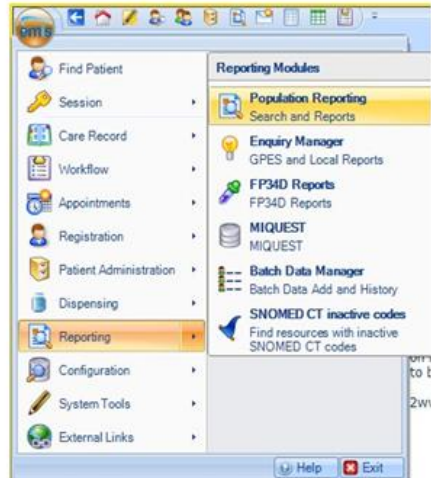 ems
Find Patient
Session
Care Record
Workflow
Appointments
Registration
Patient Administration
Dispensing
Reporting
Configuration
System Tools
External Links
Reporting Modules
Population Reporting
Search and Reports
Enquiry Manager
GPES and Local Reports
FP34D Reports
FP34D Reports
MIQUEST
MIQUEST
Batch Data Manager
Batch Data Add and History
SNOMED CT inactive codes
Find resources with inactive
SNOMED CT codes
to b
Help
Exit